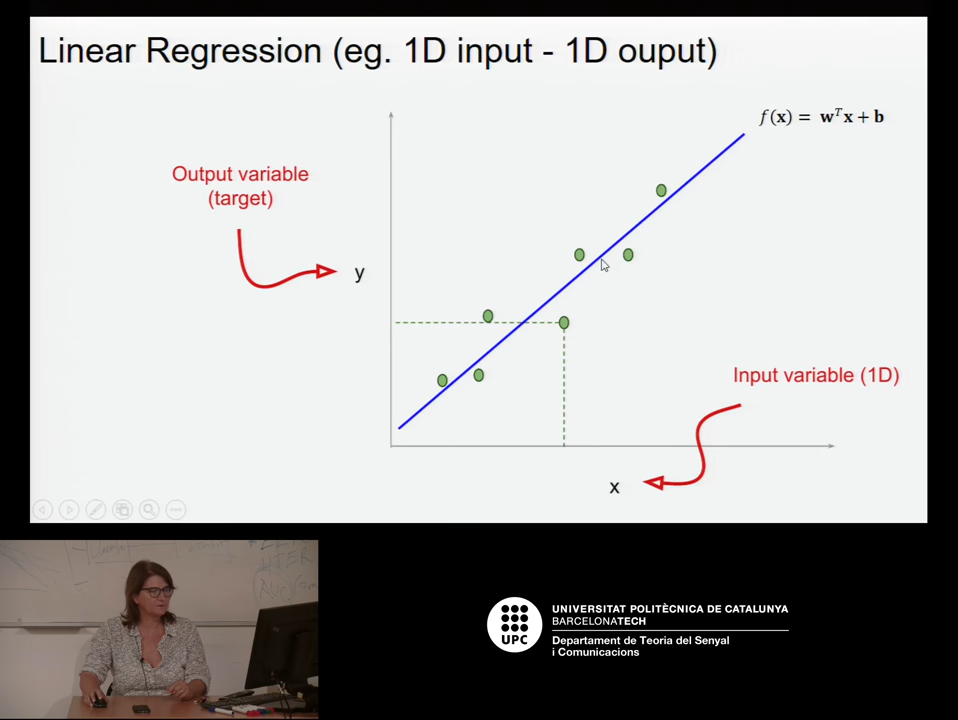 Linear Regression (eg. 1D input - 1D ouput)
f(x) = wᵀx + b
Output variable
(target)
y
Input variable (1D)
x
UPC
UNIVERSITAT POLITÈCNICA DE CATALUNYA
BARCELONATECH
Departament de Teoria del Senyal
i Comunicacions